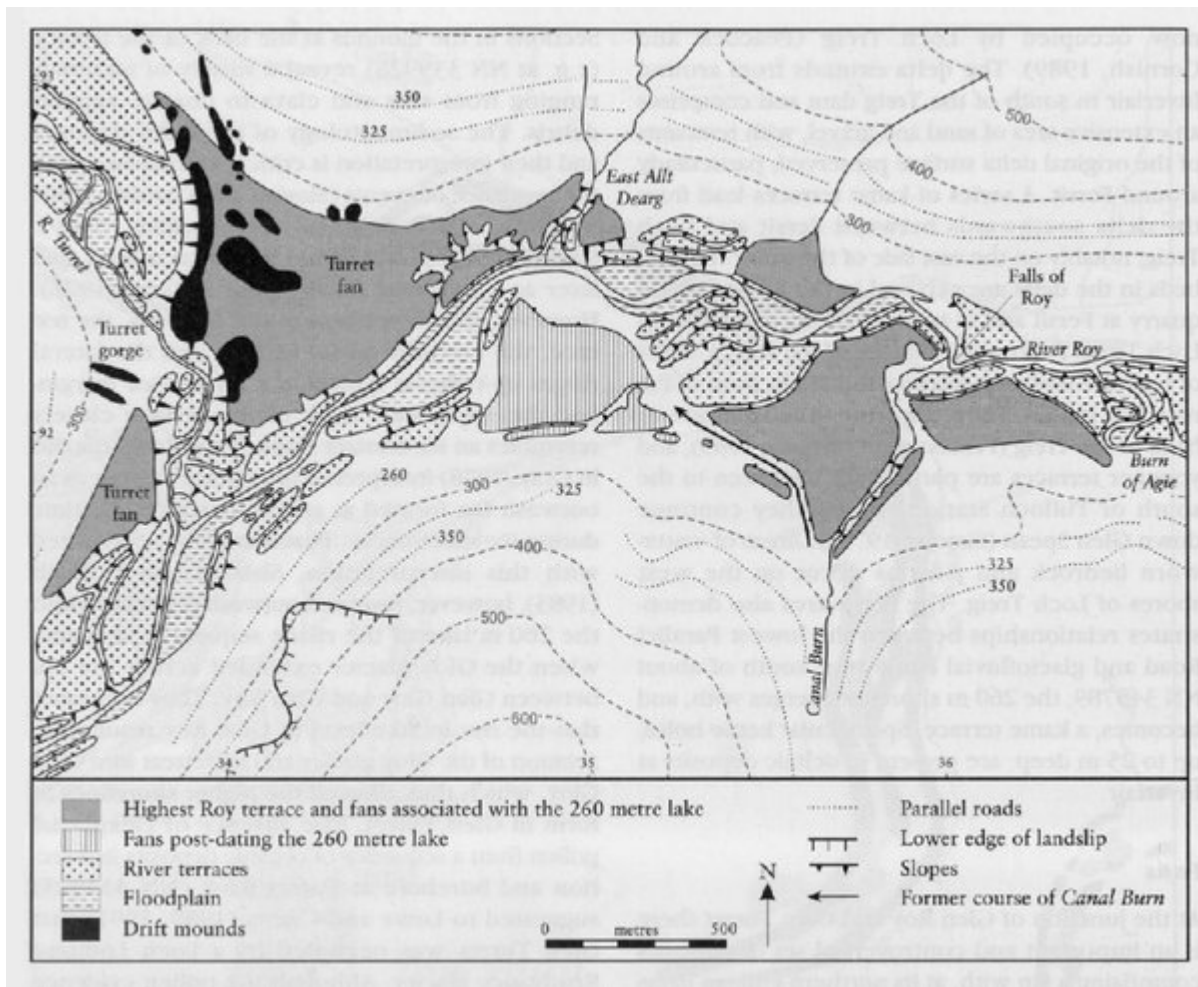 350
325
500
400
300
93
R. Turret
East Allt
Dearg
Turret
fan
Falls of
Roy
Turret
gorge
River Roy
300
92
Burn
of Agie
Turret
fan
260
300
325
350
400
500
600
325
350
Canal Burn
34
35
36
Highest Roy terrace and fans associated with the 260 metre lake
Fans post-dating the 260 metre lake
River terraces
Floodplain
Drift mounds
Parallel roads
Lower edge of landslip
Slopes
Former course of Canal Burn
N
0 metres 500